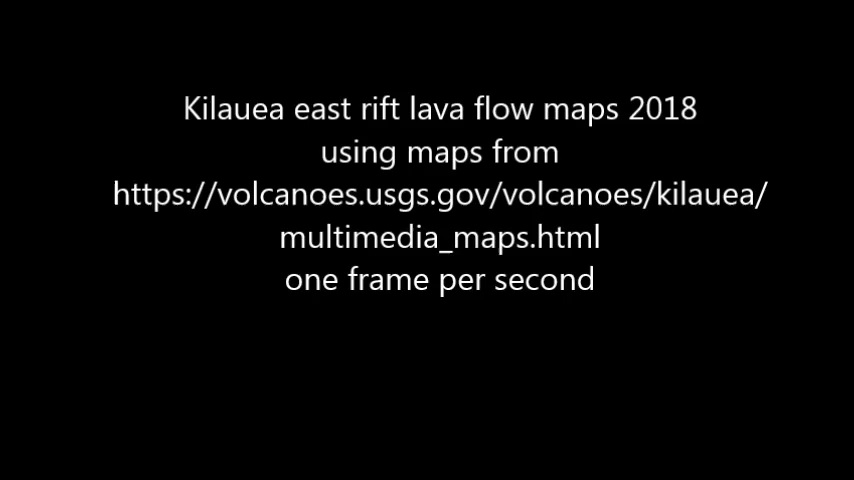 Kilauea east rift lava flow maps 2018
using maps from
https://volcanoes.usgs.gov/volcanoes/kilauea/
multimedia_maps.html
one frame per second